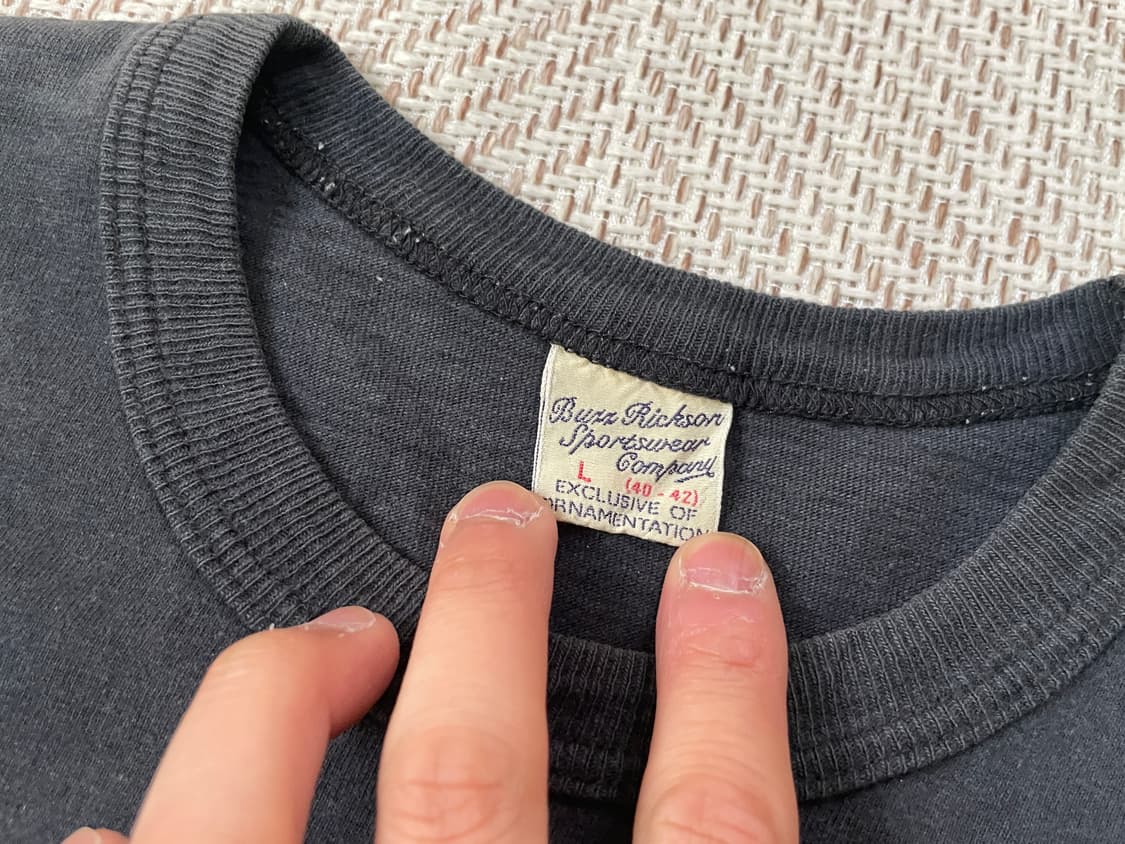 Buzz Rickson
Sportswear
Company
L (40 - 42)
EXCLUSIVE OF
ORNAMENTATION